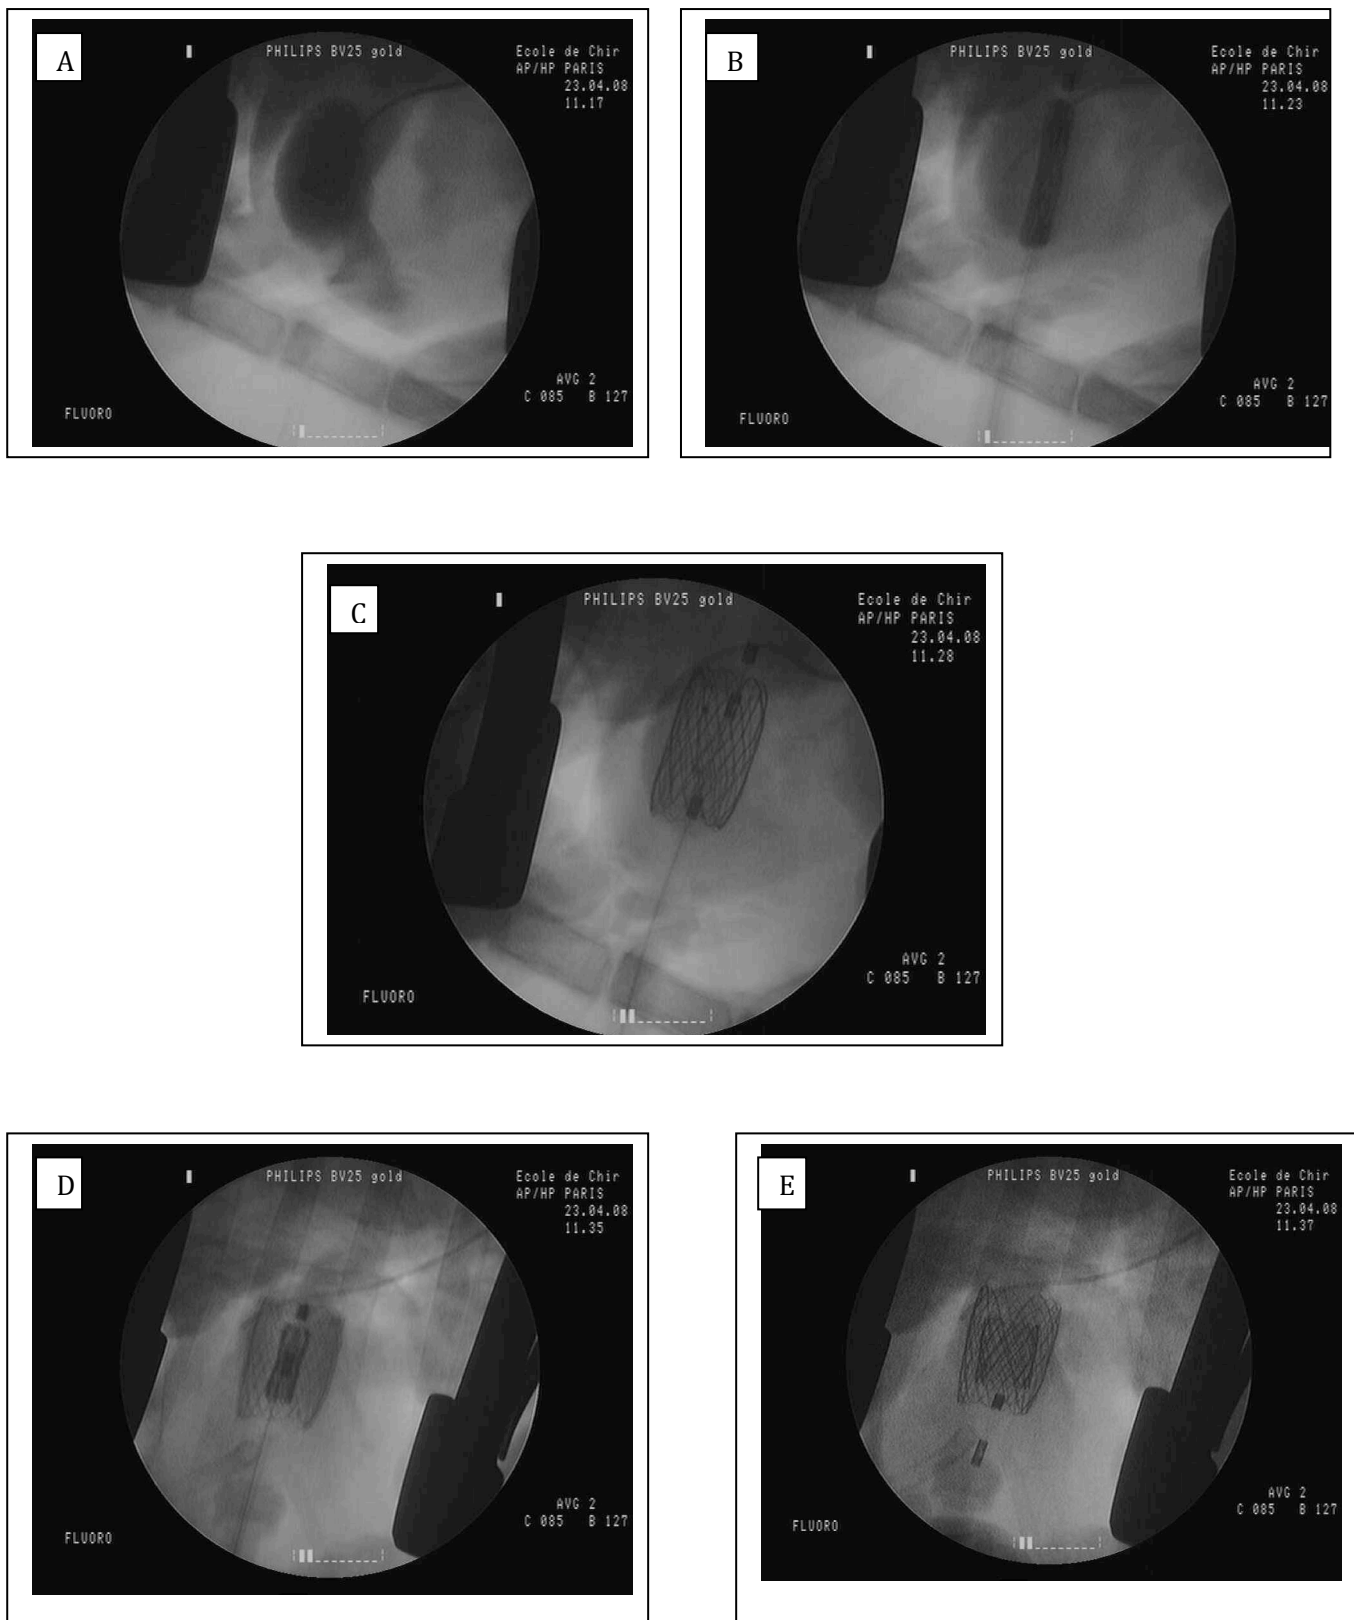 A
PHILIPS BV25 gold
Ecole de Chir
AP/HP PARIS
23.04.08
11.17
AVG 2
C 085 B 127
FLUORO
B
PHILIPS BV25 gold
Ecole de Chir
AP/HP PARIS
23.04.08
11.23
AVG 2
C 085 B 127
FLUORO
C
PHILIPS BV25 gold
Ecole de Chir
AP/HP PARIS
23.04.08
11.28
AVG 2
C 085 B 127
FLUORO
D
PHILIPS BV25 gold
Ecole de Chir
AP/HP PARIS
23.04.08
11.35
AVG 2
C 085 B 127
FLUORO
E
PHILIPS BV25 gold
Ecole de Chir
AP/HP PARIS
23.04.08
11.37
AVG 2
C 085 B 127
FLUORO